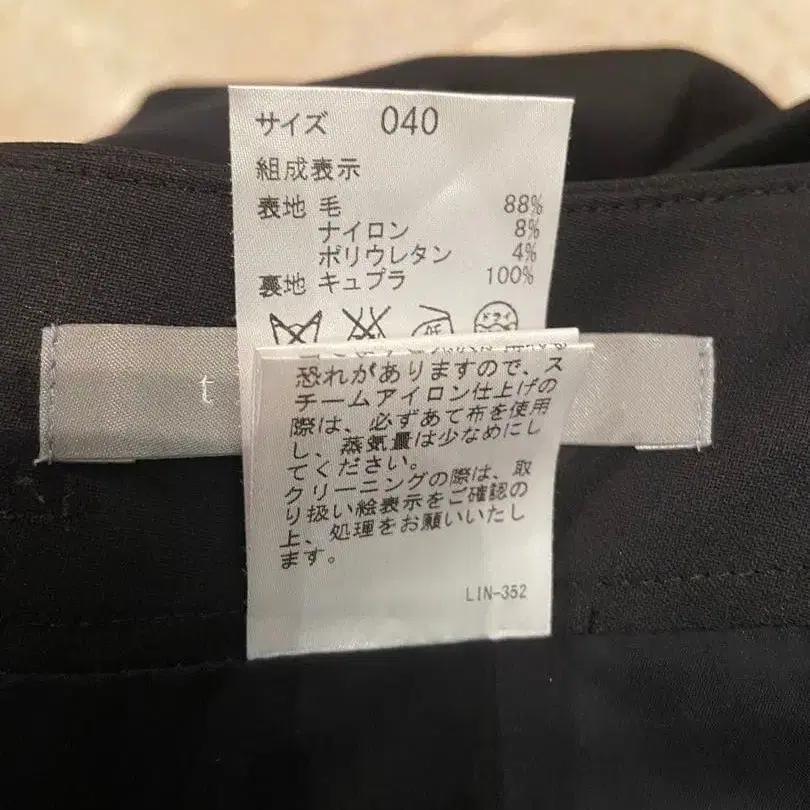 サイズ 040
組成表示
表地 毛 88%
ナイロン 8%
ポリウレタン 4%
裏地 キュプラ 100%
低
ドライ
t
恐れがありますので、ス
チームアイロン仕上げの
際は、必ずあて布を使用
し、蒸気量は少なめにし
てください。
クリーニングの際は、取
り扱い絵表示をご確認の
上、処理をお願いいたし
ます。
LIN-352